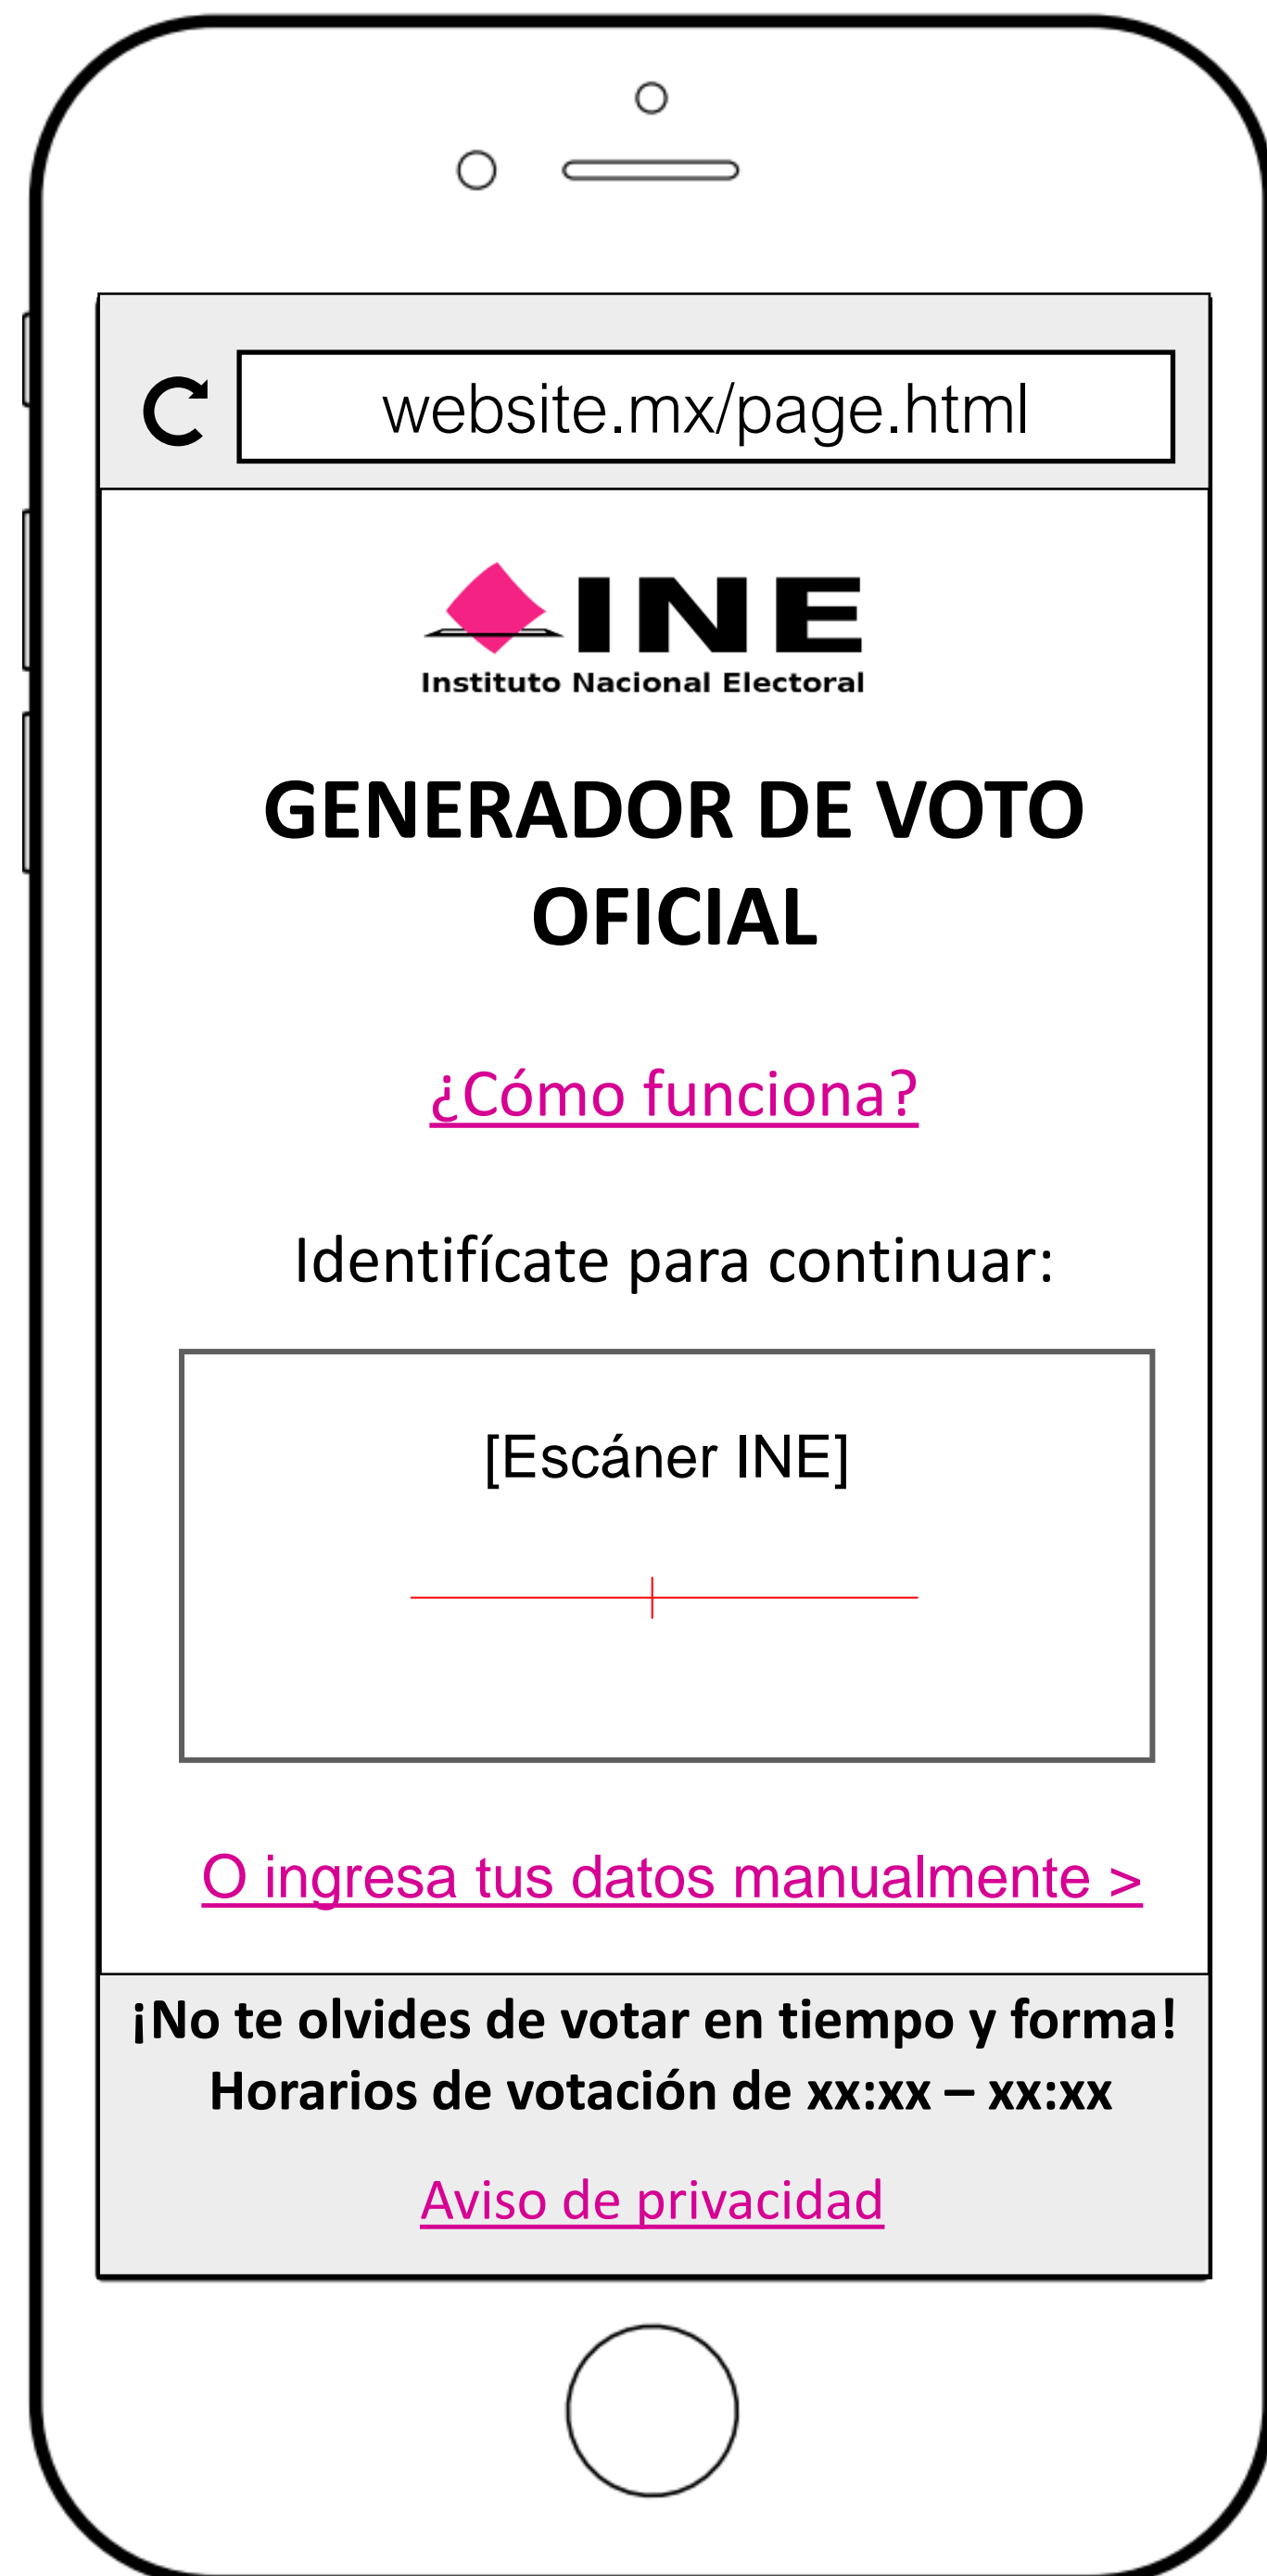 website.mx/page.html
INE
Instituto Nacional Electoral
GENERADOR DE VOTO
OFICIAL
¿Cómo funciona?
Identifícate para continuar:
[Escáner INE]
O ingresa tus datos manualmente >
¡No te olvides de votar en tiempo y forma!
Horarios de votación de xx:xx – xx:xx
Aviso de privacidad